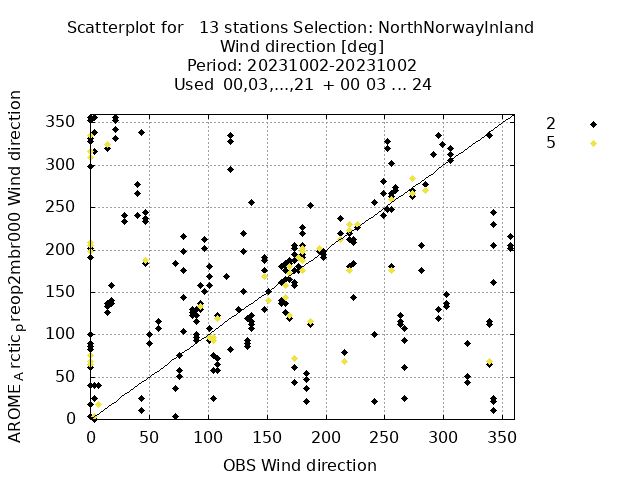 Scatterplot for 13 stations Selection: NorthNorwayInland
Wind direction [deg]
Period: 20231002-20231002
Used 00,03,...,21 + 00 03 ... 24
AROME_Arctic_preop2mbr000 Wind direction
350
300
250
200
150
100
50
0
0 50 100 150 200 250 300 350
OBS Wind direction
2
5